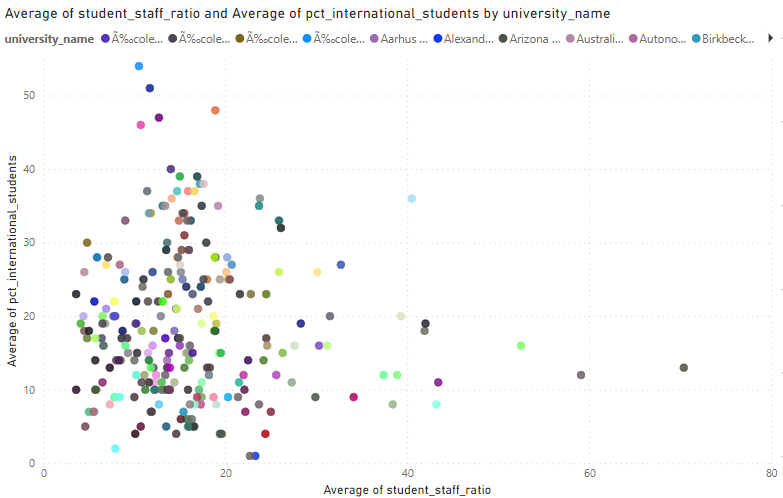 Average of student_staff_ratio and Average of pct_international_students by university_name
university_name Ã‰cole... Ã‰cole... Ã‰cole... Ã‰cole... Aarhus ... Alexand... Arizona ... Australi... Autono... Birkbeck...
Average of pct_international_students
50
40
30
20
10
0
0 20 40 60 80
Average of student_staff_ratio